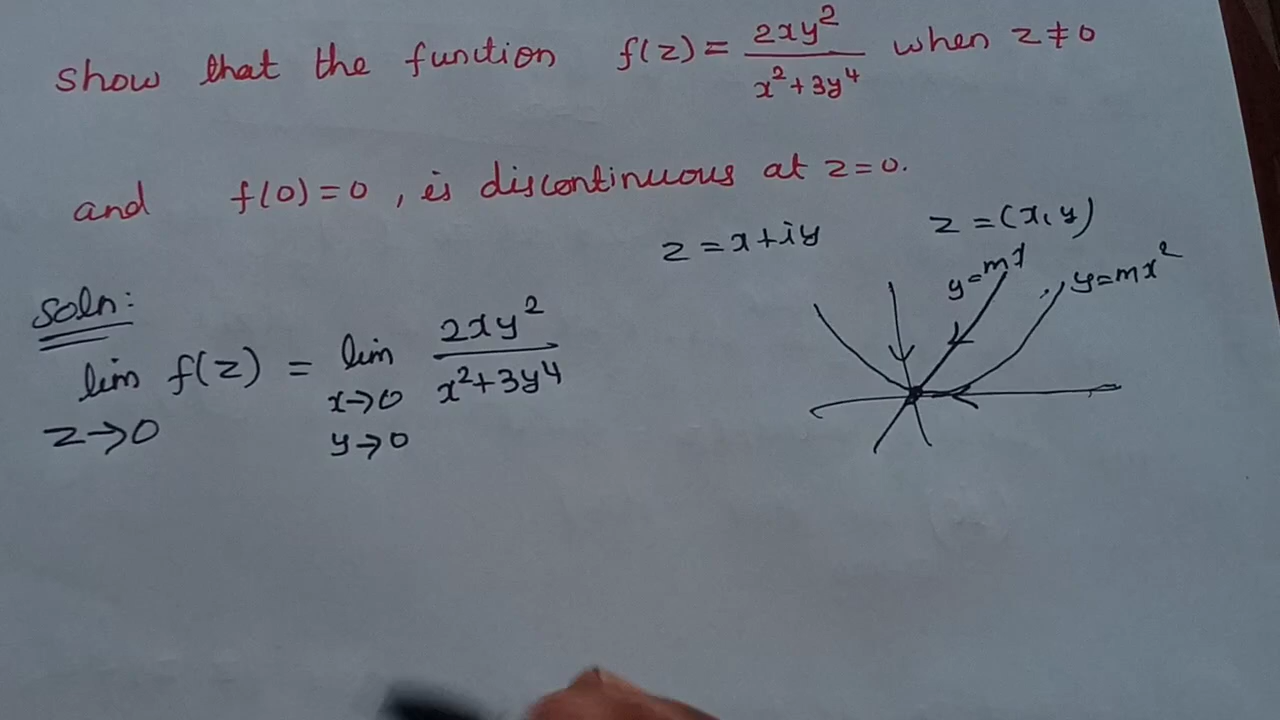 show that the function f(z) = 2xy² / x²+3y⁴ when z≠0
and f(0)=0, is discontinuous at z=0.
z = x+iy z = (x, y)
y=mx y=mx²
Soln:
lim f(z) = lim 2xy² / x²+3y⁴
z→0 x→0
y→0